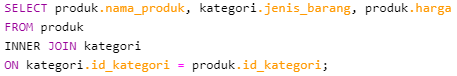 SELECT produk.nama_produk, kategori.jenis_barang, produk.harga
FROM produk
INNER JOIN kategori
ON kategori.id_kategori = produk.id_kategori;